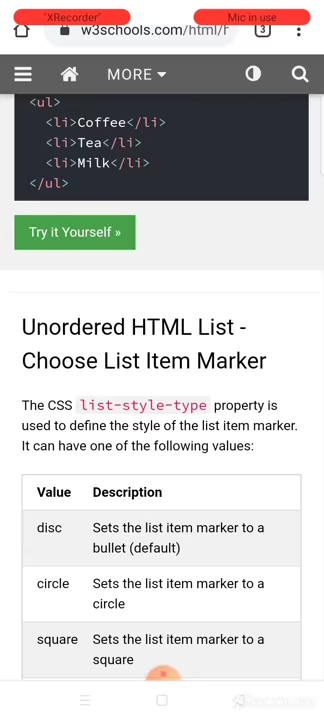 "XRecorder"
Mic in use
w3schools.com/html/h
3
MORE
<ul>
<li>Coffee</li>
<li>Tea</li>
<li>Milk</li>
</ul>
Try it Yourself »
Unordered HTML List -
Choose List Item Marker
The CSS list-style-type property is
used to define the style of the list item marker.
It can have one of the following values:
Value Description
disc Sets the list item marker to a
bullet (default)
circle Sets the list item marker to a
circle
square Sets the list item marker to a
square
XRecorder